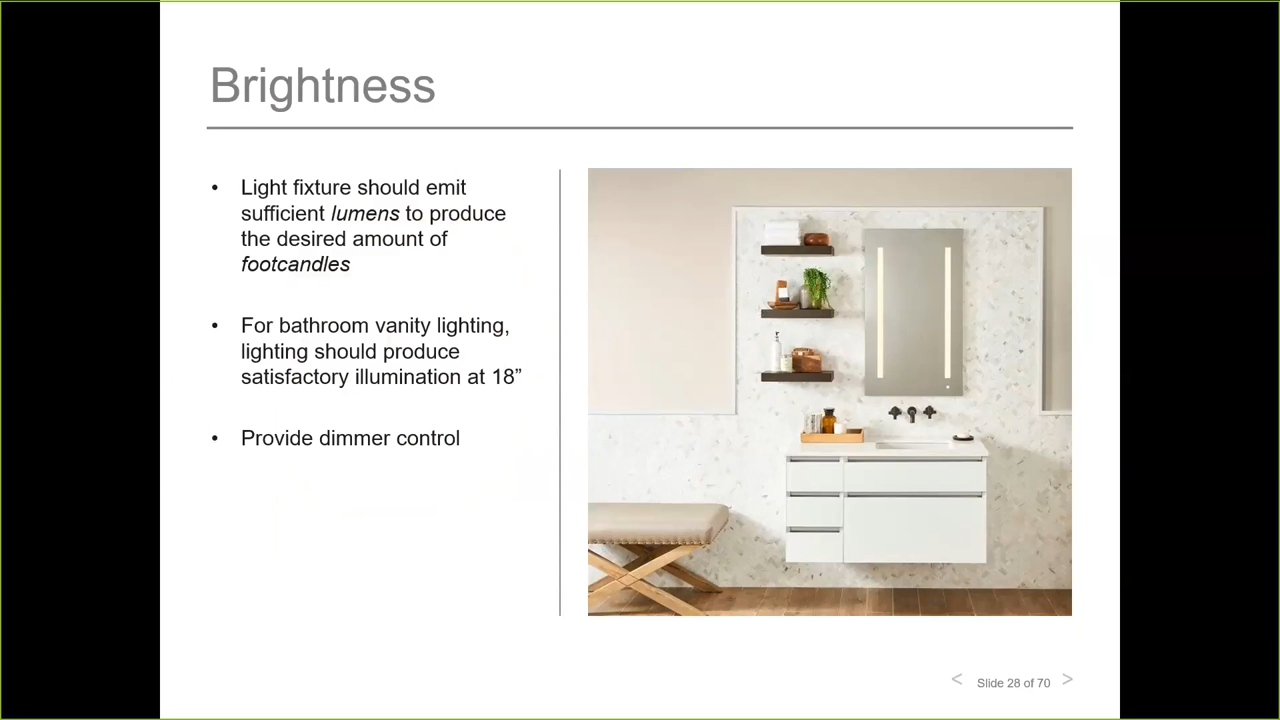 Brightness
• Light fixture should emit
sufficient lumens to produce
the desired amount of
footcandles
• For bathroom vanity lighting,
lighting should produce
satisfactory illumination at 18”
• Provide dimmer control
< Slide 28 of 70 >